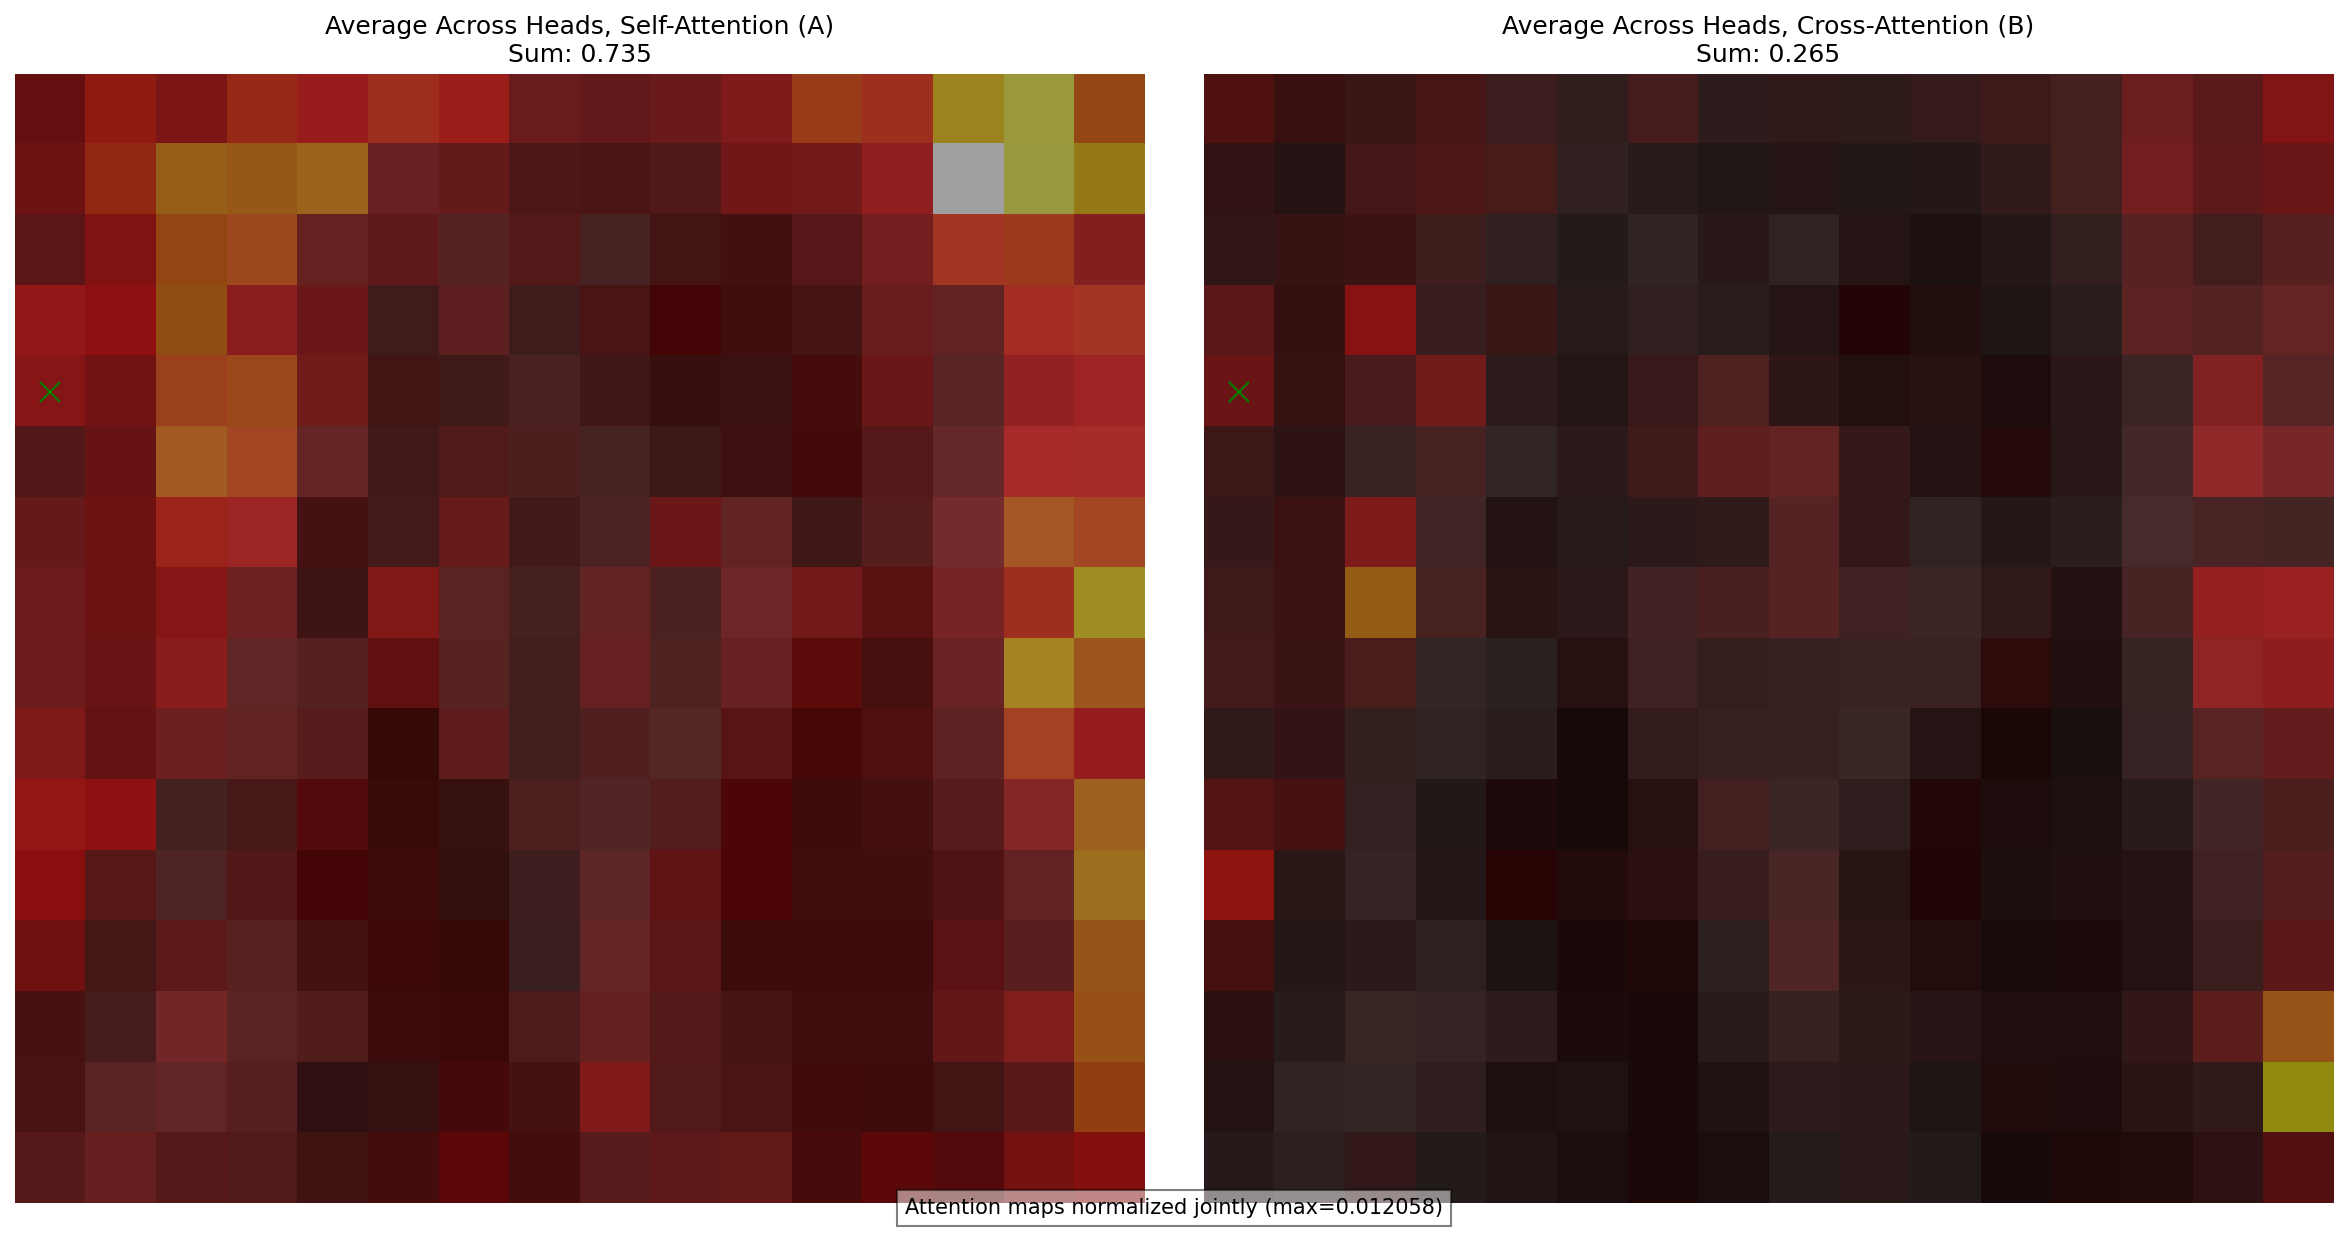 Average Across Heads, Self-Attention (A)
Sum: 0.735
Average Across Heads, Cross-Attention (B)
Sum: 0.265
Attention maps normalized jointly (max=0.012058)